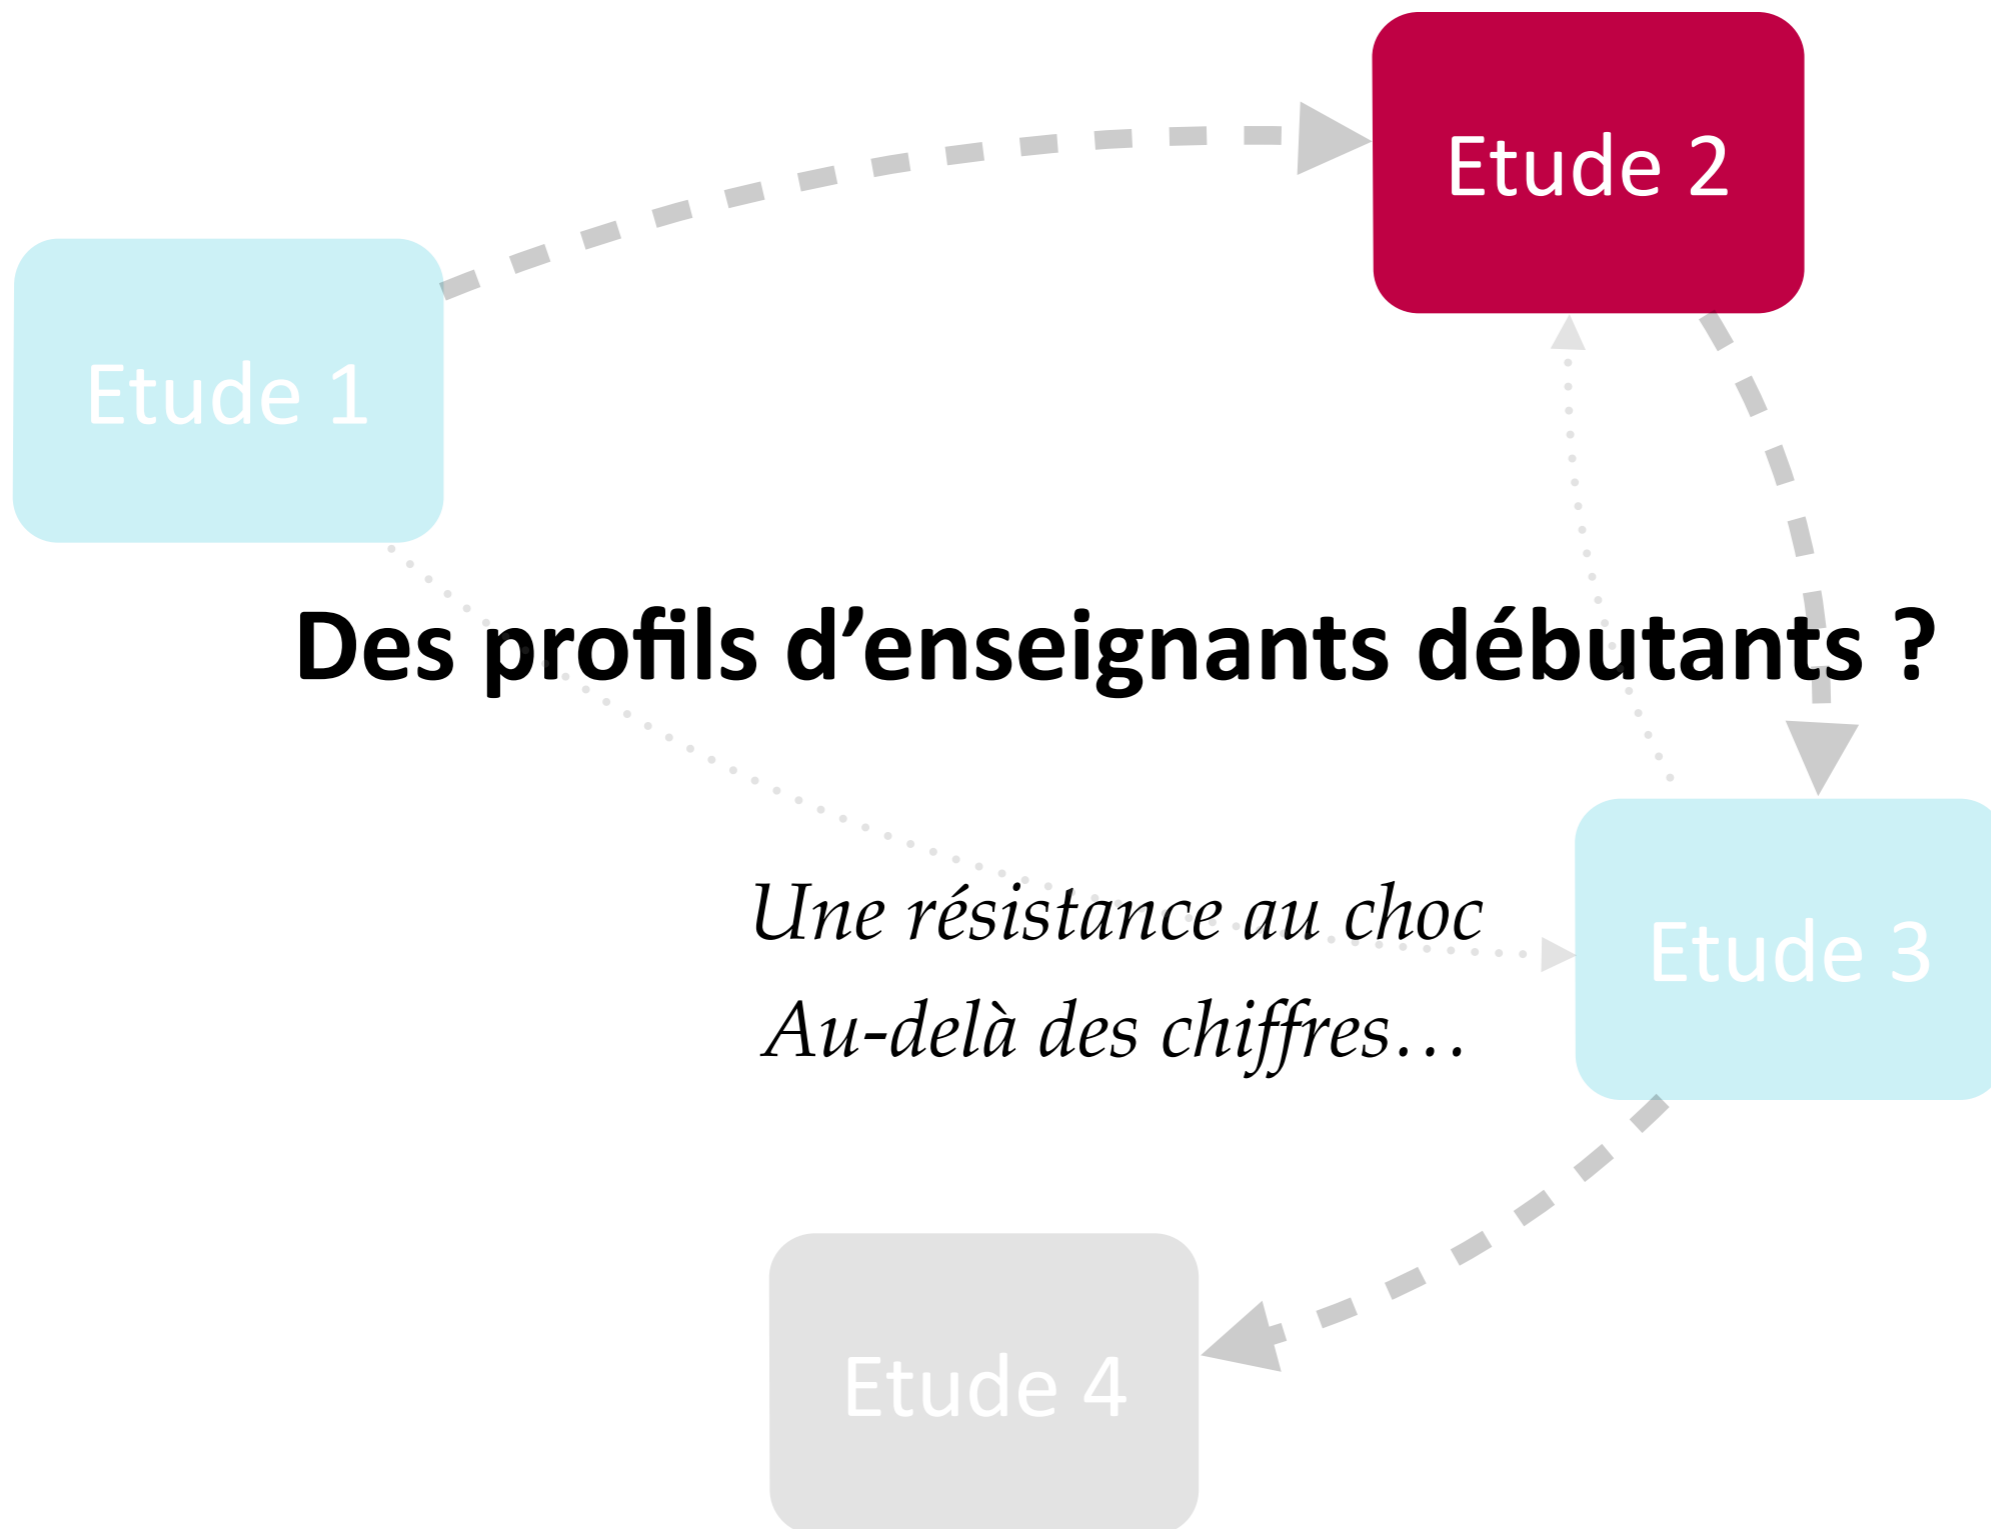 Etude 2
Etude 1
Des profils d’enseignants débutants ?
Une résistance au choc
Etude 3
Au-delà des chiffres…
Etude 4